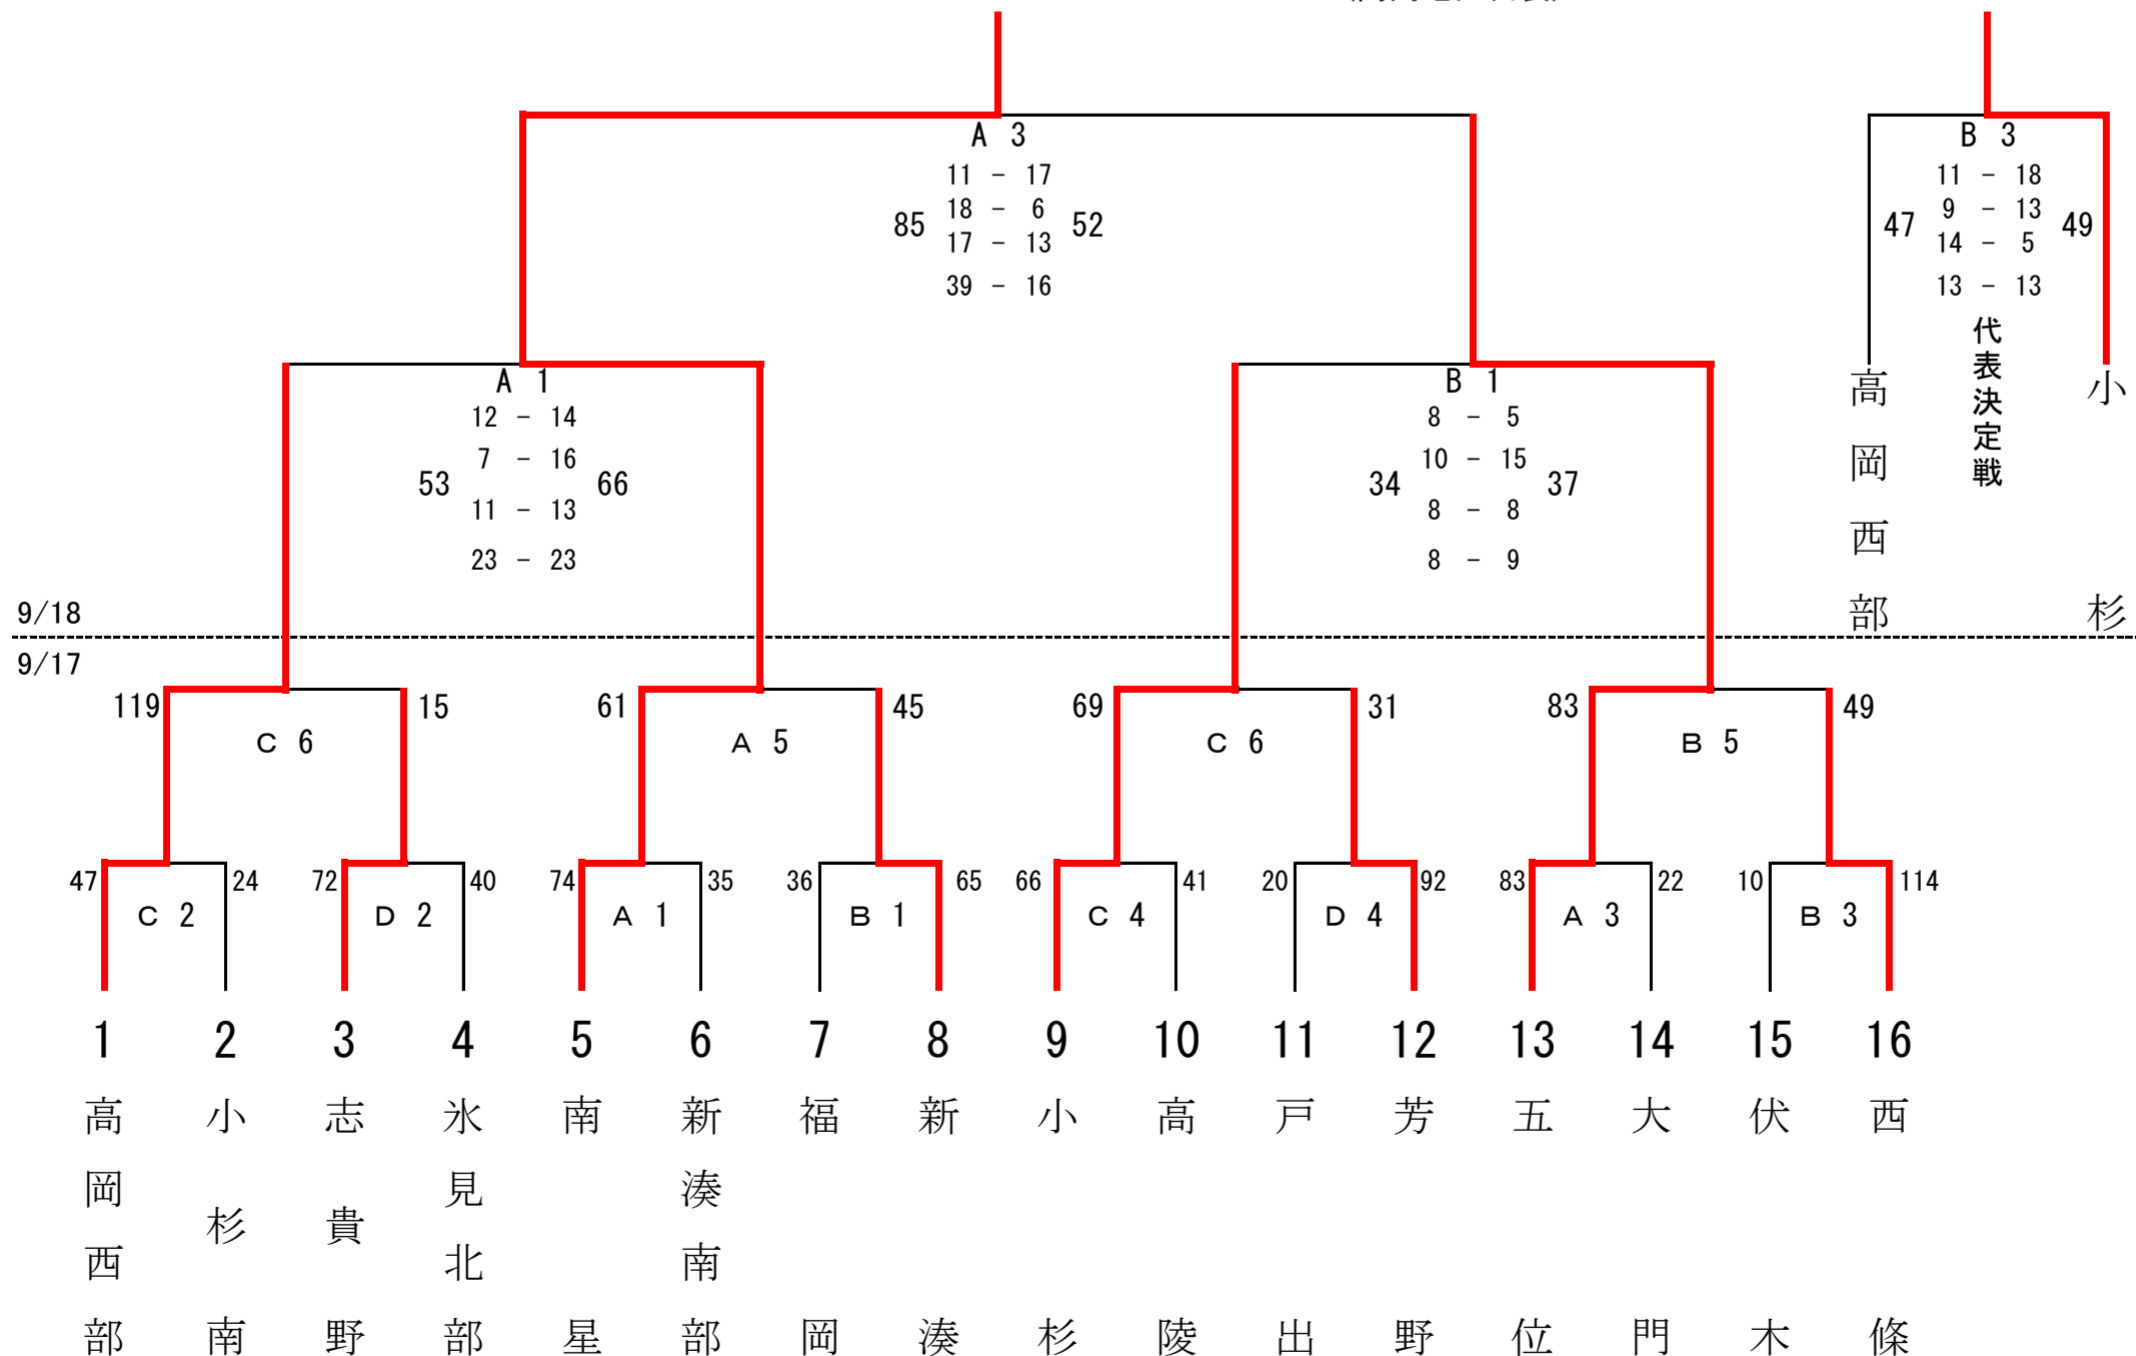 A 3
11 - 17
18 - 6
85 52
17 - 13
39 - 16
B 3
11 - 18
9 - 13
47 49
14 - 5
13 - 13
代表決定戦
高岡西部
小杉
A 1
12 - 14
7 - 16
53 66
11 - 13
23 - 23
B 1
8 - 5
10 - 15
34 37
8 - 8
8 - 9
9/18
9/17
119 15 61 45 69 31 83 49
C 6 A 5 C 6 B 5
47 24 72 40 74 35 36 65 66 41 20 92 83 22 10 114
C 2 D 2 A 1 B 1 C 4 D 4 A 3 B 3
1 2 3 4 5 6 7 8 9 10 11 12 13 14 15 16
高岡西部
小杉南
志貴野
氷見北部
南星
新湊南部
福岡
新湊
小杉
高陵
戸出
芳野
五位
大門
伏木
西條